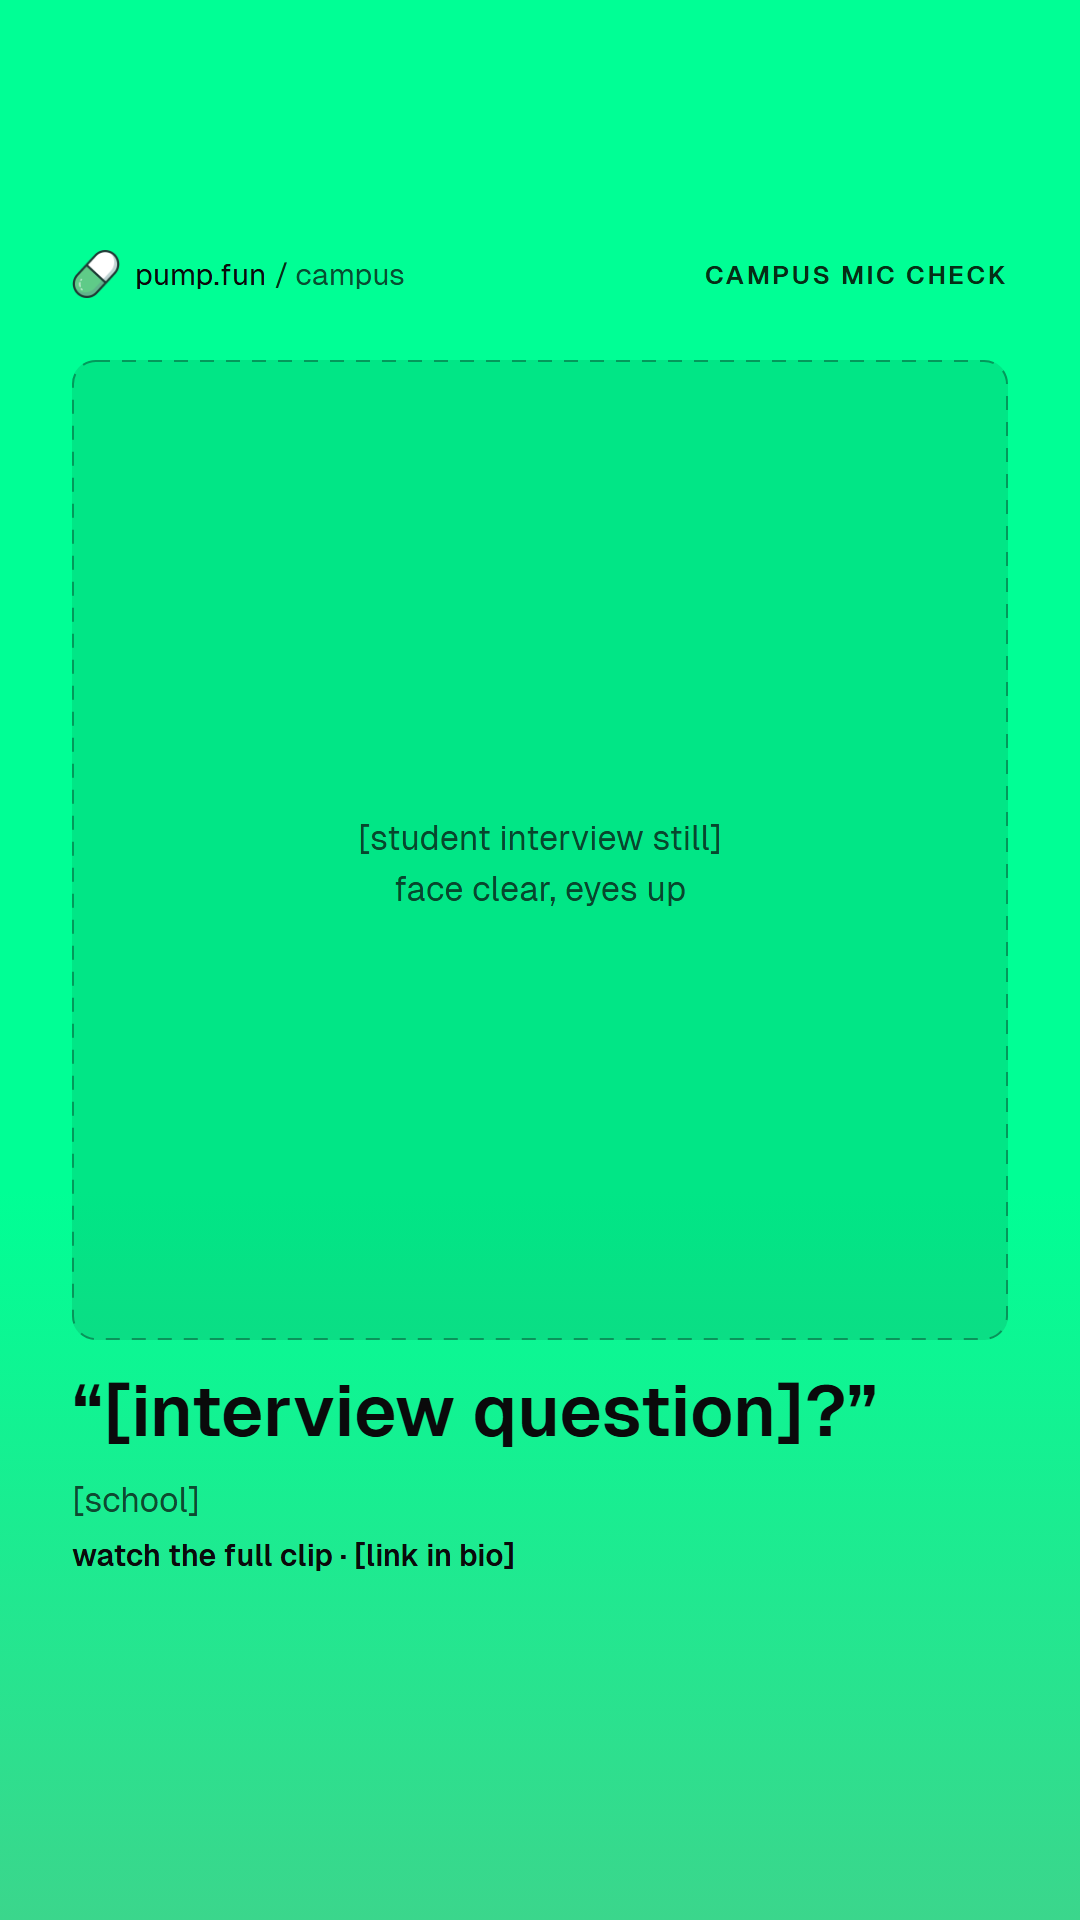 pump.fun / campus
CAMPUS MIC CHECK
[student interview still]
face clear, eyes up
“[interview question]?”
[school]
watch the full clip · [link in bio]